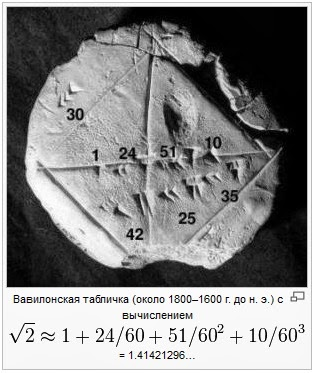 30
1 24 51 10
35
25
42
Вавилонская табличка (около 1800–1600 г. до н. э.) с
вычислением
√2 ≈ 1 + 24/60 + 51/60² + 10/60³
= 1.41421296...